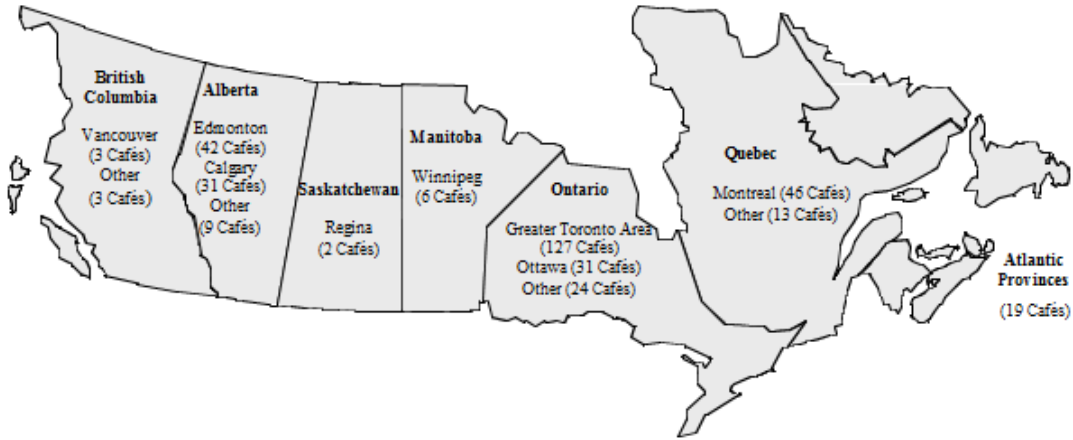 British
Columbia
Vancouver
(3 Cafés)
Other
(3 Cafés)
Alberta
Edmonton
(42 Cafés)
Calgary
(31 Cafés)
Other
(9 Cafés)
Saskatchewan
Regina
(2 Cafés)
Manitoba
Winnipeg
(6 Cafés)
Ontario
Greater Toronto Area
(127 Cafés)
Ottawa (31 Cafés)
Other (24 Cafés)
Quebec
Montreal (46 Cafés)
Other (13 Cafés)
Atlantic
Provinces
(19 Cafés)